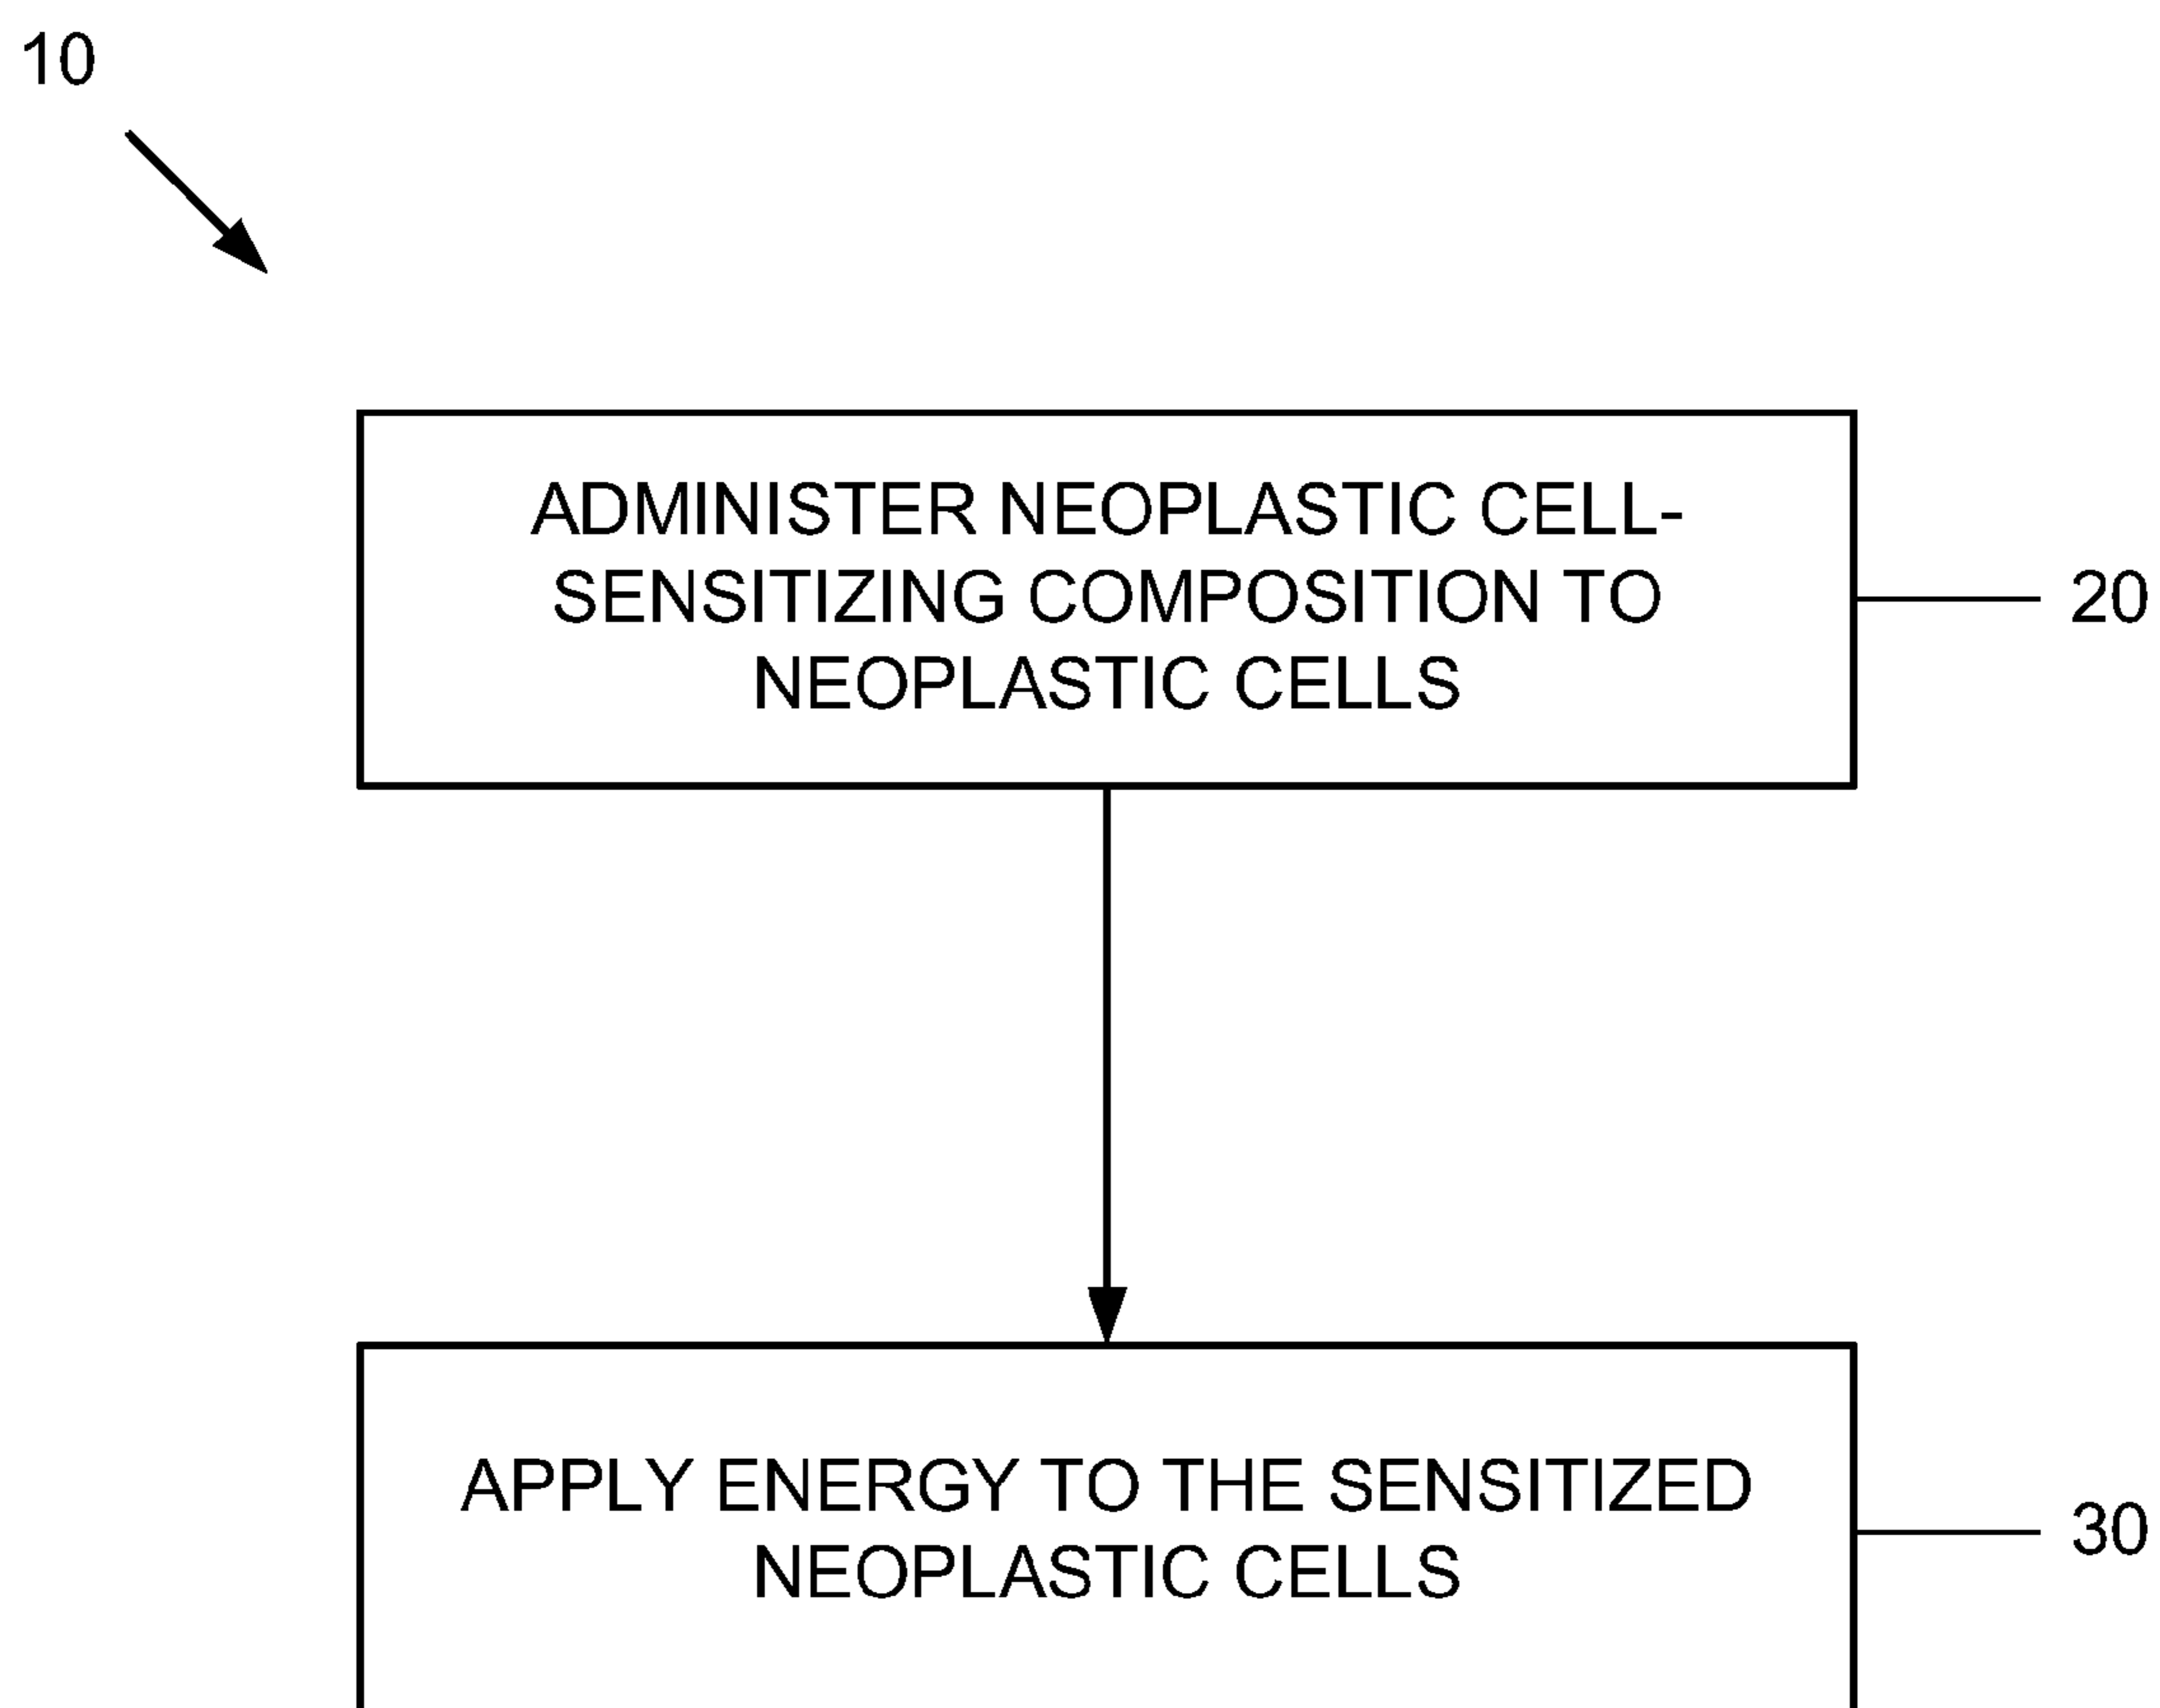 10
ADMINISTER NEOPLASTIC CELL-
SENSITIZING COMPOSITION TO
NEOPLASTIC CELLS
20
APPLY ENERGY TO THE SENSITIZED
NEOPLASTIC CELLS
30